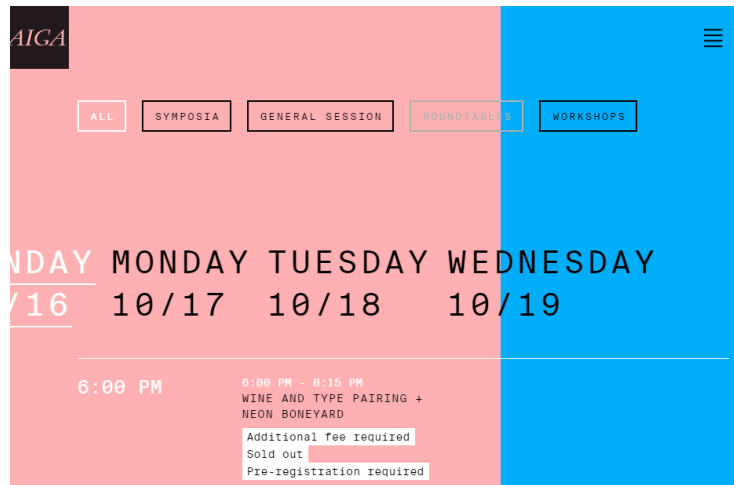 AIGA
ALL SYMPOSIA GENERAL SESSION ROUNDTABLES WORKSHOPS
NDAY MONDAY TUESDAY WEDNESDAY
/16 10/17 10/18 10/19
6:00 PM 6:00 PM - 8:15 PM
WINE AND TYPE PAIRING +
NEON BONEYARD
Additional fee required
Sold out
Pre-registration required